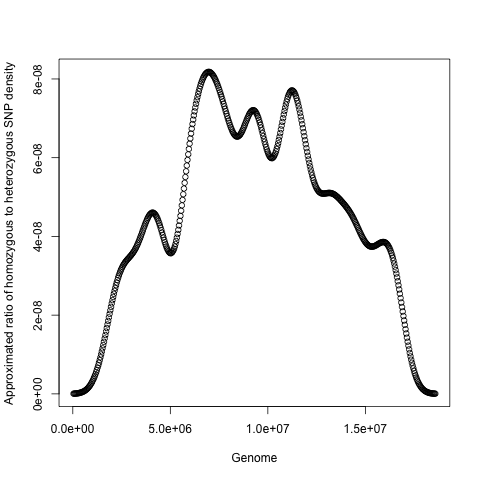 Approximated ratio of homozygous to heterozygous SNP density
8e-08
6e-08
4e-08
2e-08
0e+00
0.0e+00 5.0e+06 1.0e+07 1.5e+07
Genome